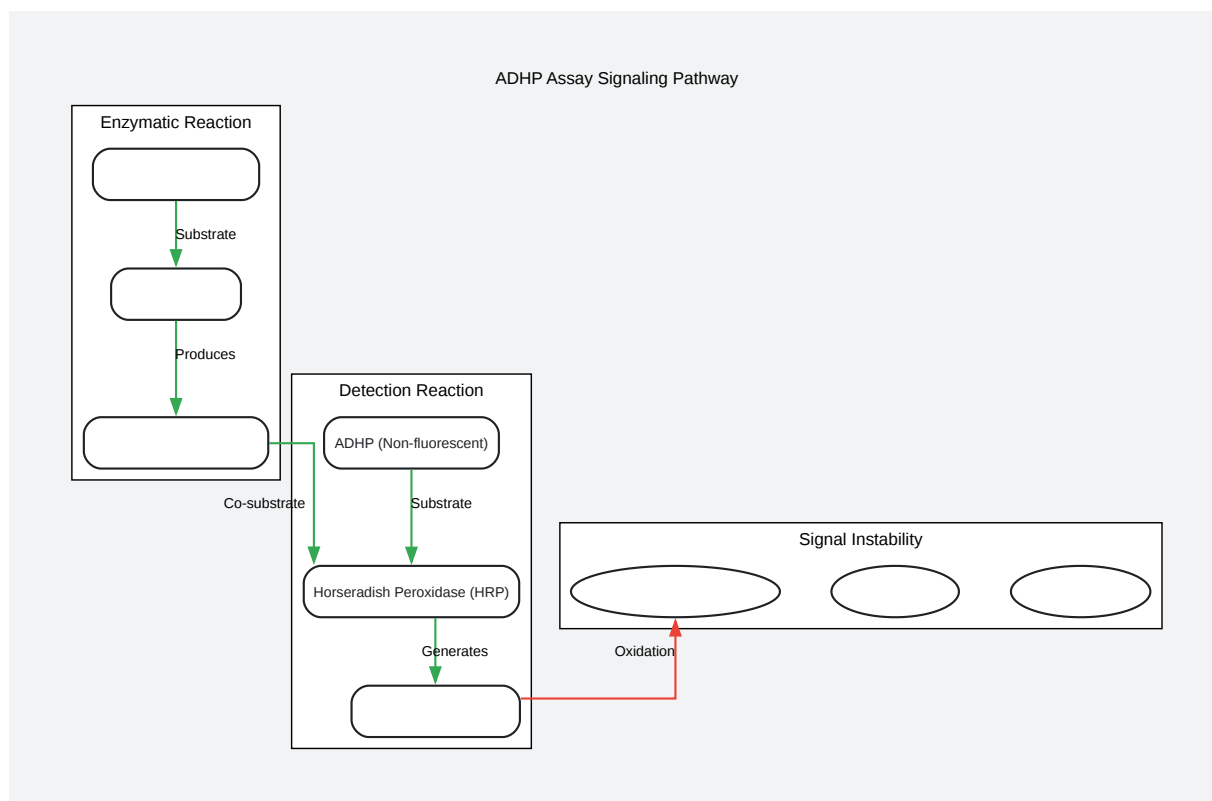 ADHP Assay Signaling Pathway
Enzymatic Reaction
Substrate
Produces
Detection Reaction
ADHP (Non-fluorescent)
Co-substrate
Substrate
Horseradish Peroxidase (HRP)
Generates
Signal Instability
Oxidation